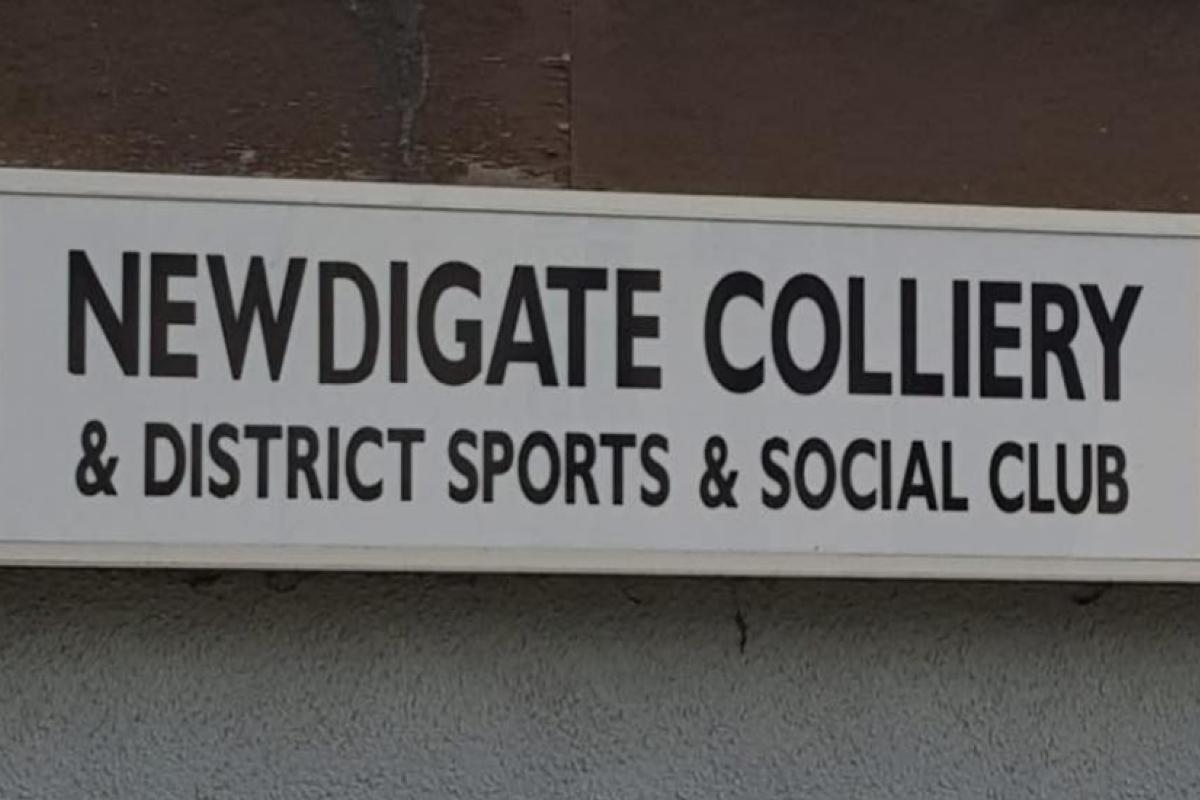 NEWDIGATE COLLIERY
& DISTRICT SPORTS & SOCIAL CLUB